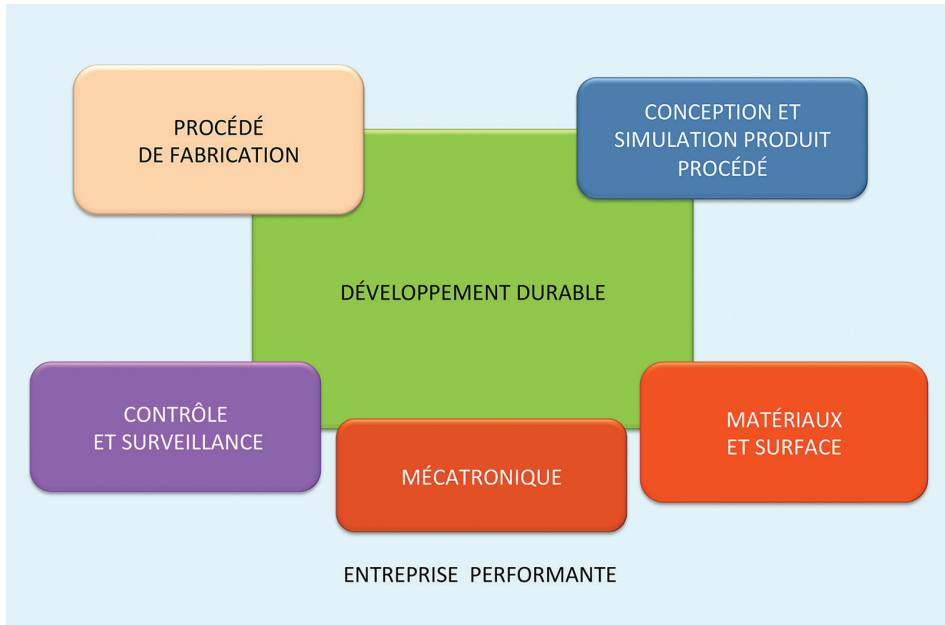 PROCÉDÉ
DE FABRICATION
CONCEPTION ET
SIMULATION PRODUIT
PROCÉDÉ
DÉVELOPPEMENT DURABLE
CONTRÔLE
ET SURVEILLANCE
MÉCATRONIQUE
MATÉRIAUX
ET SURFACE
ENTREPRISE PERFORMANTE